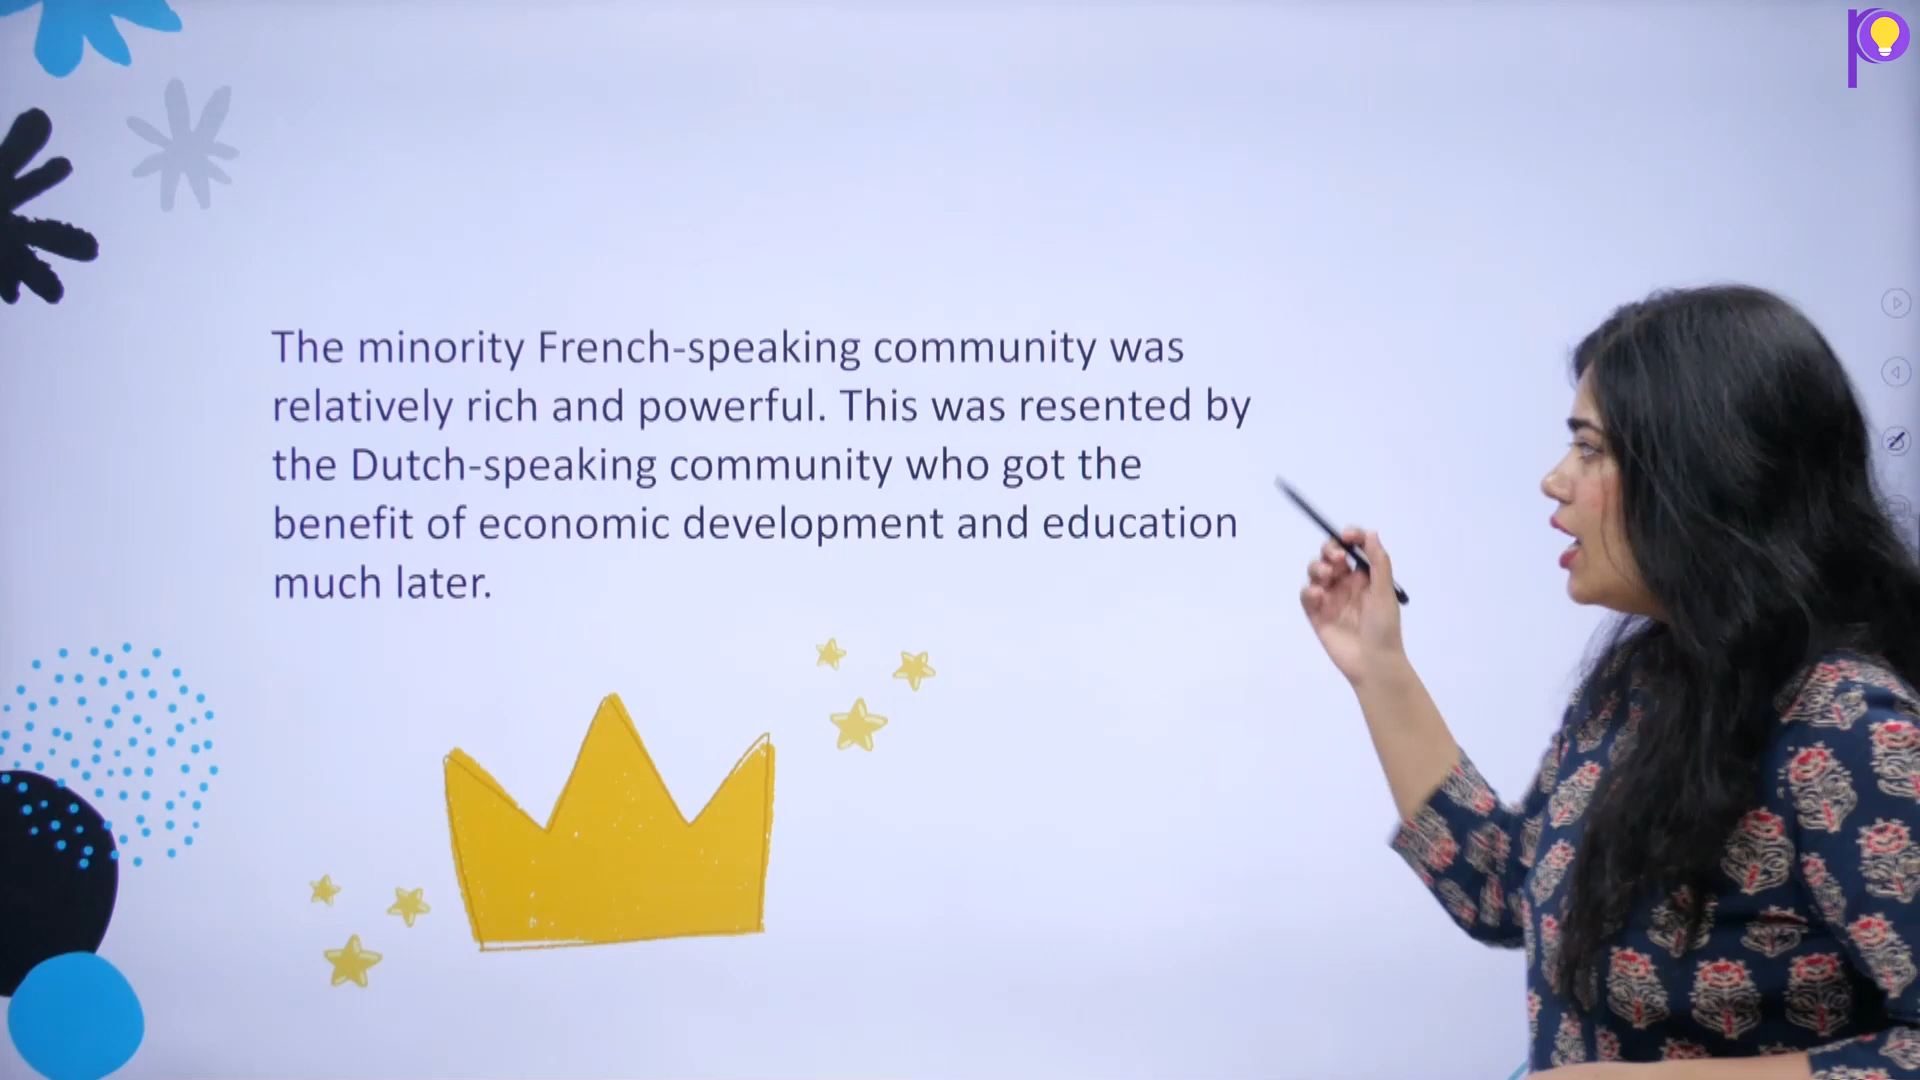 The minority French-speaking community was
relatively rich and powerful. This was resented by
the Dutch-speaking community who got the
benefit of economic development and education
much later.